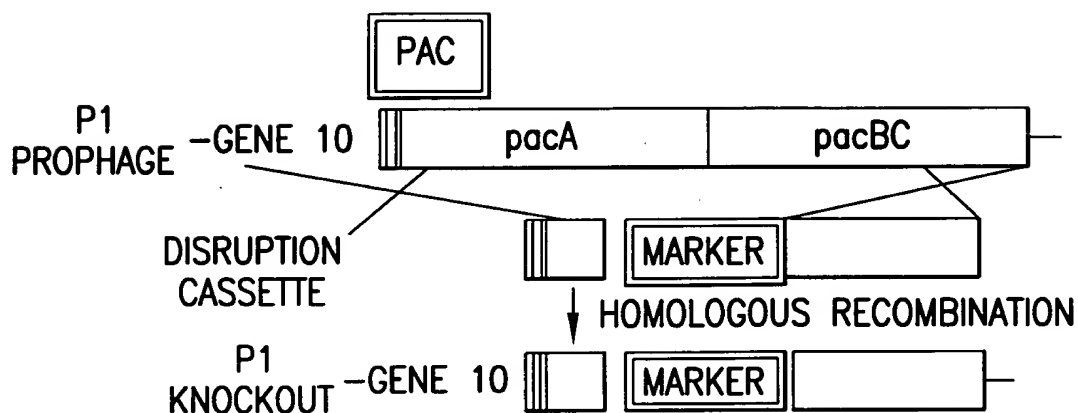 PAC
P1
PROPHAGE
-GENE 10
pacA
pacBC
DISRUPTION
CASSETTE
MARKER
HOMOLOGOUS RECOMBINATION
P1
KNOCKOUT
-GENE 10
MARKER